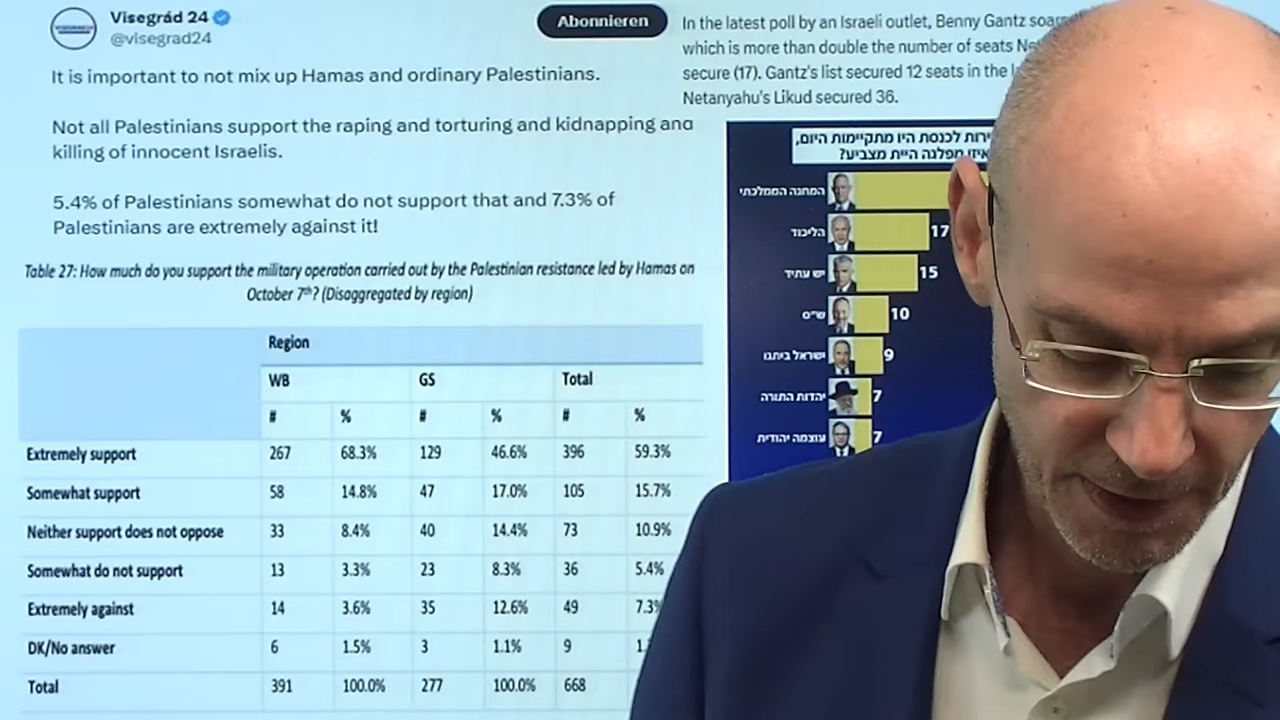 Visegrád 24
@visegrad24
Abonnieren
It is important to not mix up Hamas and ordinary Palestinians.
Not all Palestinians support the raping and torturing and kidnapping and
killing of innocent Israelis.
5.4% of Palestinians somewhat do not support that and 7.3% of
Palestinians are extremely against it!
Table 27: How much do you support the military operation carried out by the Palestinian resistance led by Hamas on
October 7th? (Disaggregated by region)
Region
WB GS Total
# % # % # %
Extremely support 267 68.3% 129 46.6% 396 59.3%
Somewhat support 58 14.8% 47 17.0% 105 15.7%
Neither support does not oppose 33 8.4% 40 14.4% 73 10.9%
Somewhat do not support 13 3.3% 23 8.3% 36 5.4%
Extremely against 14 3.6% 35 12.6% 49 7.3%
DK/No answer 6 1.5% 3 1.1% 9
Total 391 100.0% 277 100.0% 668
In the latest poll by an Israeli outlet, Benny Gantz
which is more than double the number of seats
secure (17). Gantz's list secured 12 seats in the
Netanyahu's Likud secured 36.
לכנסת היו מתקיימות היום,
מפלגה היית מצביע?
המחנה הממלכתי
הליכוד 17
יש עתיד 15
ש״ס 10
ישראל ביתנו 9
יהדות התורה 7
עוצמה יהודית 7